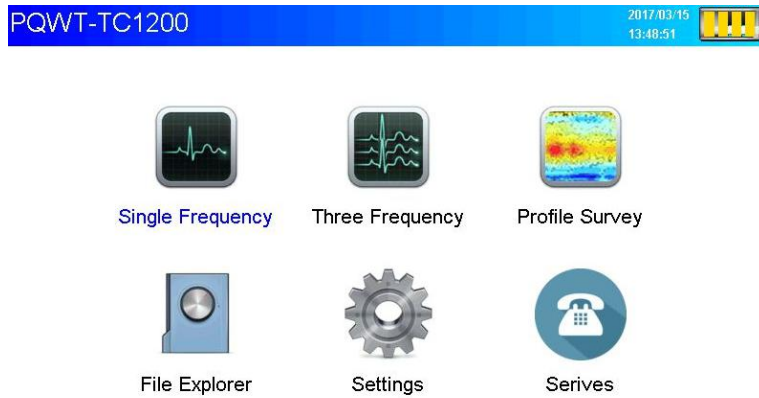 PQWT-TC1200
2017/03/15
13:48:51
Single Frequency
Three Frequency
Profile Survey
File Explorer
Settings
Serives